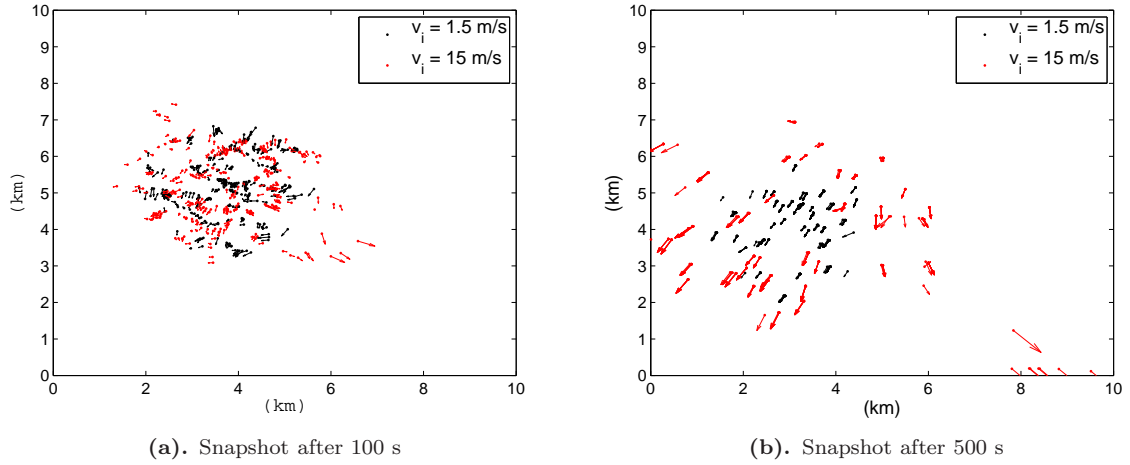 10
9
8
7
6
5
4
3
2
1
0
(km)
0 2 4 6 8 10
(km)
v_i = 1.5 m/s
v_i = 15 m/s
(a). Snapshot after 100 s
10
9
8
7
6
5
4
3
2
1
0
(km)
0 2 4 6 8 10
(km)
v_i = 1.5 m/s
v_i = 15 m/s
(b). Snapshot after 500 s